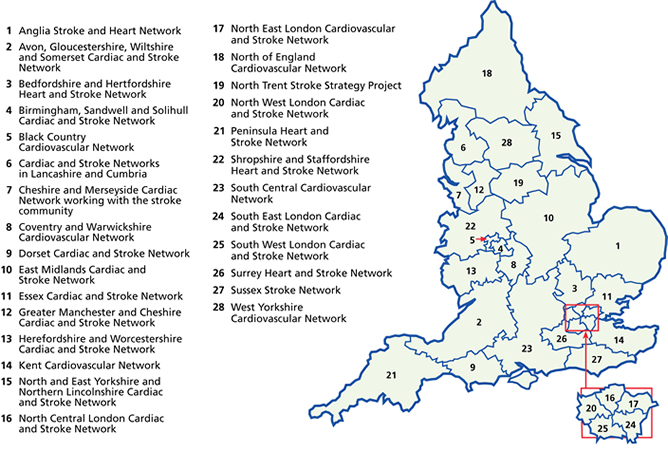 1 Anglia Stroke and Heart Network
2 Avon, Gloucestershire, Wiltshire
and Somerset Cardiac and Stroke
Network
3 Bedfordshire and Hertfordshire
Heart and Stroke Network
4 Birmingham, Sandwell and Solihull
Cardiac and Stroke Network
5 Black Country
Cardiovascular Network
6 Cardiac and Stroke Networks
in Lancashire and Cumbria
7 Cheshire and Merseyside Cardiac
Network working with the stroke
community
8 Coventry and Warwickshire
Cardiovascular Network
9 Dorset Cardiac and Stroke Network
10 East Midlands Cardiac and
Stroke Network
11 Essex Cardiac and Stroke Network
12 Greater Manchester and Cheshire
Cardiac and Stroke Network
13 Herefordshire and Worcestershire
Cardiac and Stroke Network
14 Kent Cardiovascular Network
15 North and East Yorkshire and
Northern Lincolnshire Cardiac
and Stroke Network
16 North Central London Cardiac
and Stroke Network
17 North East London Cardiovascular
and Stroke Network
18 North of England
Cardiovascular Network
19 North Trent Stroke Strategy Project
20 North West London Cardiac
and Stroke Network
21 Peninsula Heart and
Stroke Network
22 Shropshire and Staffordshire
Heart and Stroke Network
23 South Central Cardiovascular
Network
24 South East London Cardiac
and Stroke Network
25 South West London Cardiac
and Stroke Network
26 Surrey Heart and Stroke Network
27 Sussex Stroke Network
28 West Yorkshire
Cardiovascular Network
18
15
6
28
7
12
19
10
22
5
4
1
13
8
3
11
2
14
26
23
27
9
21
16
20
17
25
24